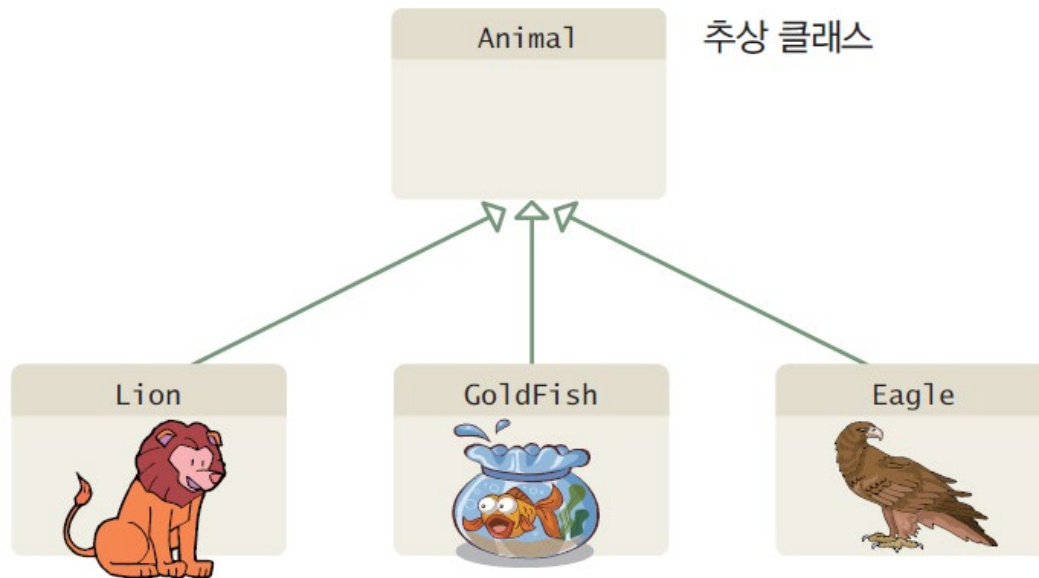 Animal
추상 클래스
Lion
GoldFish
Eagle